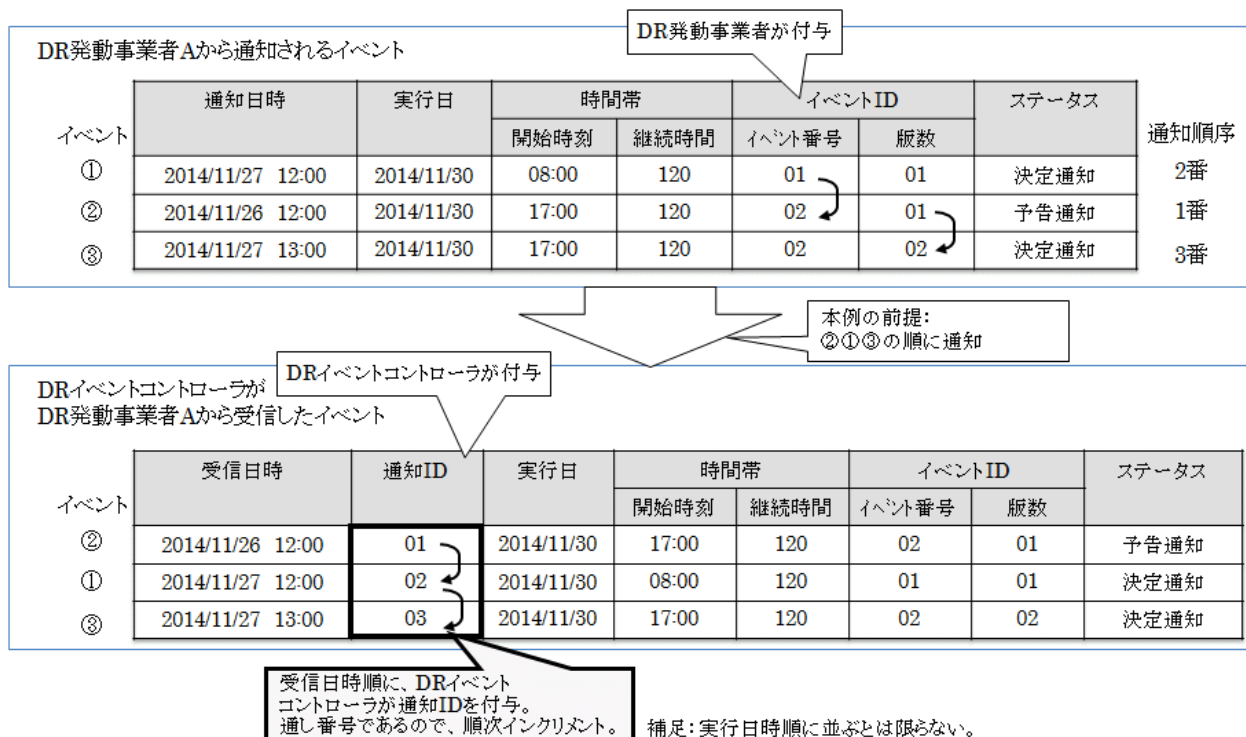 DR発動事業者が付与
DR発動事業者Aから通知されるイベント
通知日時 実行日 時間帯 イベントID ステータス
イベント 開始時刻 継続時間 イベント番号 版数 通知順序
① 2014/11/27 12:00 2014/11/30 08:00 120 01 01 決定通知 2番
② 2014/11/26 12:00 2014/11/30 17:00 120 02 01 予告通知 1番
③ 2014/11/27 13:00 2014/11/30 17:00 120 02 02 決定通知 3番
本例の前提:
②①③の順に通知
DRイベントコントローラが付与
DRイベントコントローラが
DR発動事業者Aから受信したイベント
受信日時 通知ID 実行日 時間帯 イベントID ステータス
イベント 開始時刻 継続時間 イベント番号 版数
② 2014/11/26 12:00 01 2014/11/30 17:00 120 02 01 予告通知
① 2014/11/27 12:00 02 2014/11/30 08:00 120 01 01 決定通知
③ 2014/11/27 13:00 03 2014/11/30 17:00 120 02 02 決定通知
受信日時順に、DRイベント
コントローラが通知IDを付与。
通し番号であるので、順次インクリメント。
補足:実行日時順に並ぶとは限らない。